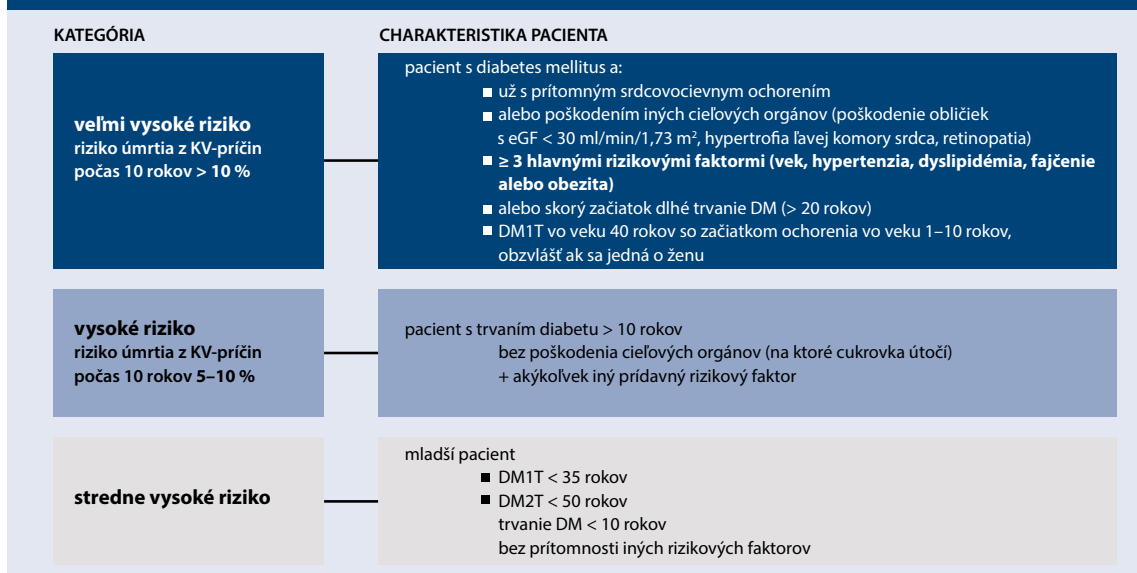 KATEGÓRIA
CHARAKTERISTIKA PACIENTA
veľmi vysoké riziko
riziko úmrtia z KV-príčin
počas 10 rokov > 10 %
pacient s diabetes mellitus a:
■ už s prítomným srdcovocievnym ochorením
■ alebo poškodením iných cieľových orgánov (poškodenie obličiek
s eGF < 30 ml/min/1,73 m², hypertrofia ľavej komory srdca, retinopatia)
■ ≥ 3 hlavnými rizikovými faktormi (vek, hypertenzia, dyslipidémia, fajčenie
alebo obezita)
■ alebo skorý začiatok dlhé trvanie DM (> 20 rokov)
■ DM1T vo veku 40 rokov so začiatkom ochorenia vo veku 1–10 rokov,
obzvlášť ak sa jedná o ženu
vysoké riziko
riziko úmrtia z KV-príčin
počas 10 rokov 5–10 %
pacient s trvaním diabetu > 10 rokov
bez poškodenia cieľových orgánov (na ktoré cukrovka útočí)
+ akýkoľvek iný prídavný rizikový faktor
stredne vysoké riziko
mladší pacient
■ DM1T < 35 rokov
■ DM2T < 50 rokov
trvanie DM < 10 rokov
bez prítomnosti iných rizikových faktorov